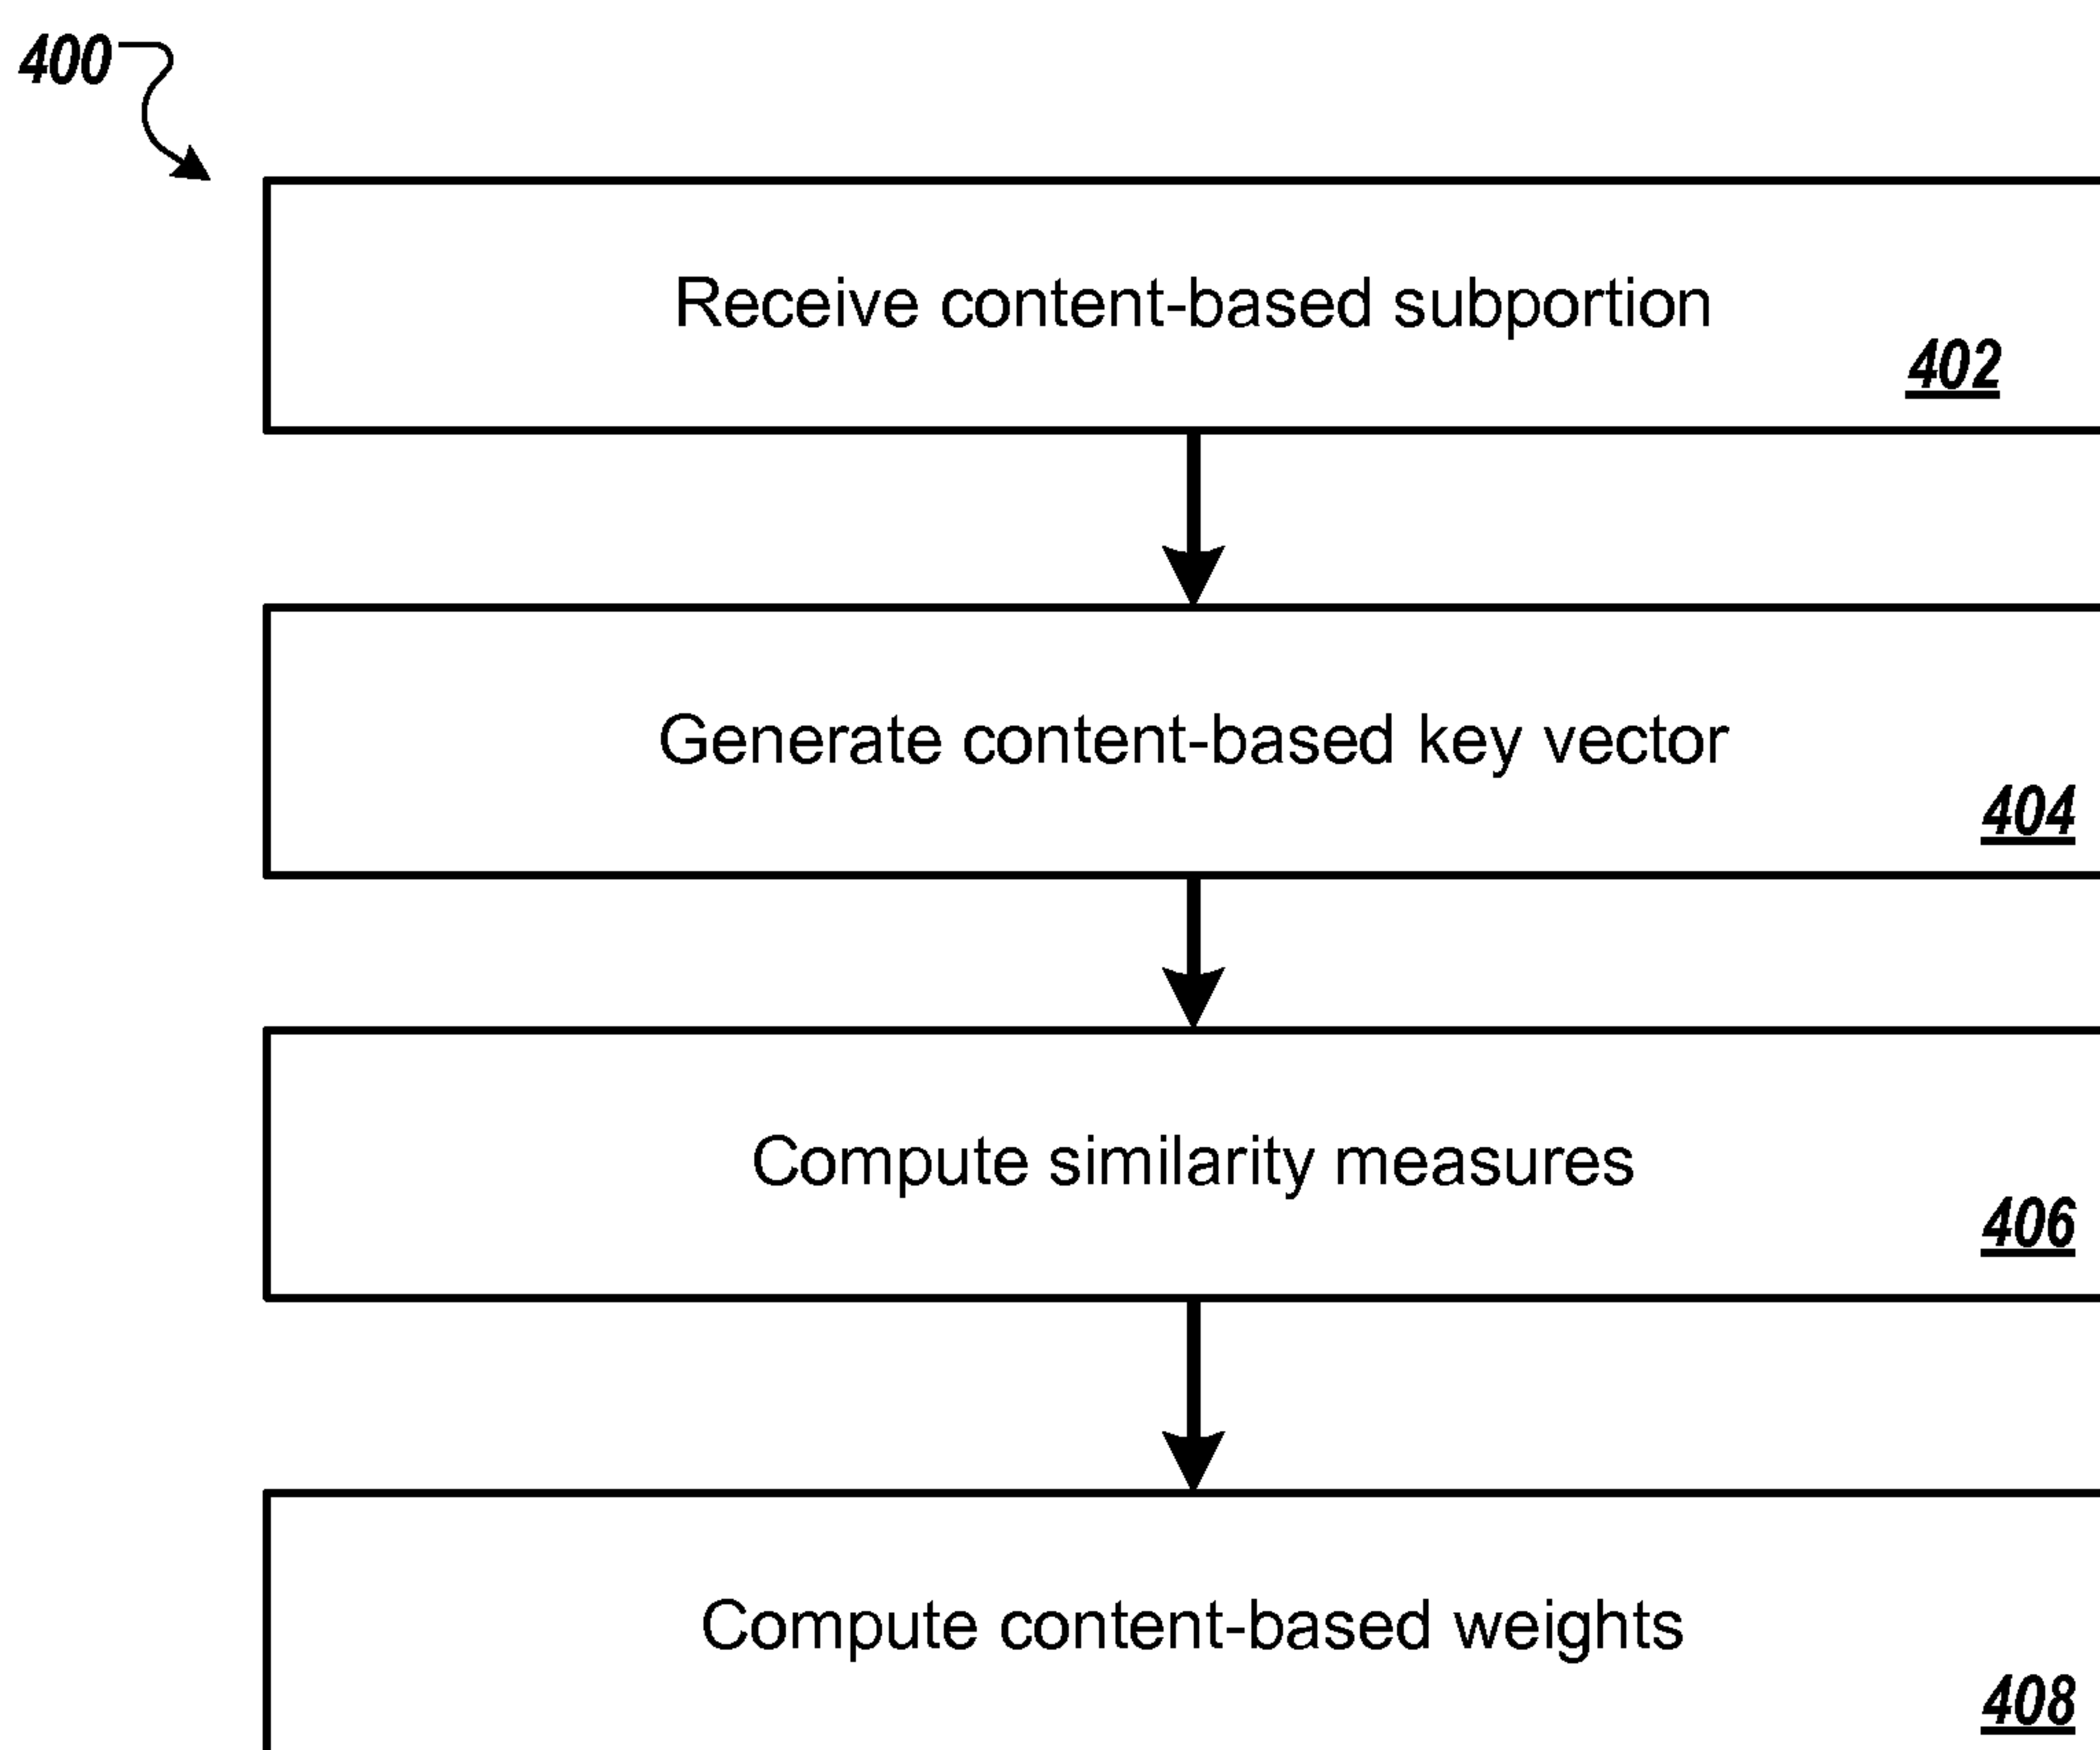 400
Receive content-based subportion
402
Generate content-based key vector
404
Compute similarity measures
406
Compute content-based weights
408